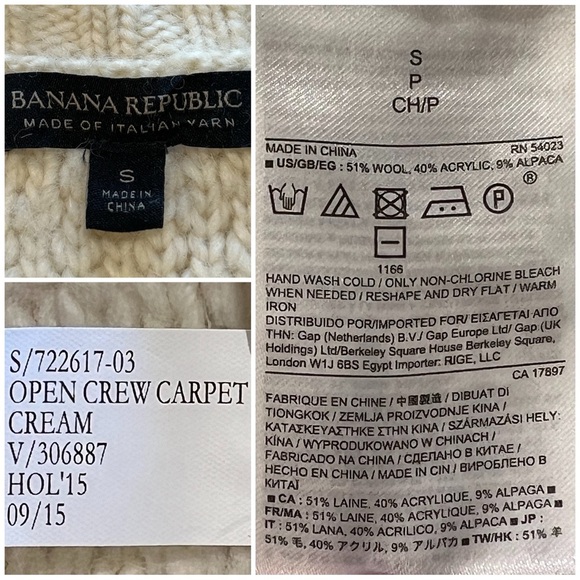 BANANA REPUBLIC
MADE OF ITALIAN YARN
S
MADE IN
CHINA
S/722617-03
OPEN CREW CARPET
CREAM
V/306887
HOL'15
09/15
S
P
CH/P
MADE IN CHINA RN 54023
■ US/GB/EG : 51% WOOL, 40% ACRYLIC, 9% ALPACA
P ®
1166
HAND WASH COLD / ONLY NON-CHLORINE BLEACH
WHEN NEEDED / RESHAPE AND DRY FLAT / WARM
IRON
DISTRIBUIDO POR/IMPORTED FOR/ ΕΙΣΑΓΕΤΑΙ ΑΠΟ
ΤΗΝ: Gap (Netherlands) B.V./ Gap Europe Ltd/ Gap (UK
Holdings) Ltd/Berkeley Square House Berkeley Square,
London W1J 6BS Egypt Importer: RIGE, LLC
CA 17897
FABRIQUE EN CHINE / 中國製造 / DIBUAT DI
TIONGKOK / ZEMLJA PROIZVODNJE KINA /
ΚΑΤΑΣΚΕΥΑΣΤΗΚΕ ΣΤΗΝ ΚΙΝΑ / SZÁRMAZÁSI HELY:
KÍNA / WYPRODUKOWANO W CHINACH /
FABRICADO NA CHINA / СДЕЛАНО В КИТАЕ /
HECHO EN CHINA / MADE IN CIN / ВИРОБЛЕНО В
КИТАЇ
■ CA : 51% LAINE, 40% ACRYLIQUE, 9% ALPAGA ■
FR/MA : 51% LAINE, 40% ACRYLIQUE, 9% ALPAGA ■
IT : 51% LANA, 40% ACRILICO, 9% ALPACA ■ JP :
51% 毛, 40% アクリル, 9% アルパカ ■ TW/HK : 51% 羊